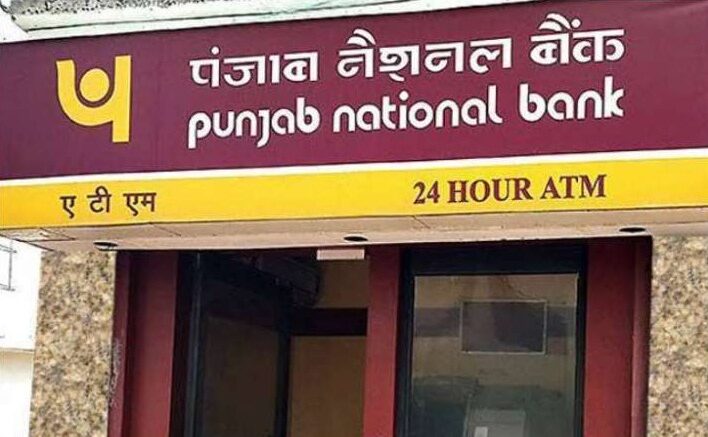 पंजाब नैशनल बैंक
punjab national bank
ए टी एम 24 HOUR ATM